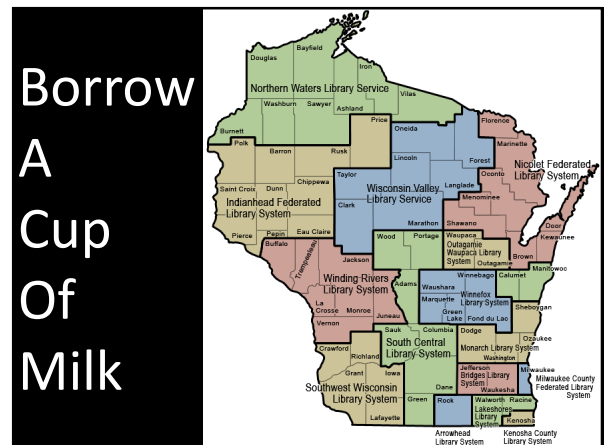 Borrow
A
Cup
Of
Milk
Douglas
Bayfield
Iron
Northern Waters Library Service
Vilas
Washburn
Sawyer
Ashland
Burnett
Price
Florence
Polk
Barron
Rusk
Oneida
Marinette
Lincoln
Forest
Nicolet Federated
Library System
Taylor
Oconto
Saint Croix
Dunn
Chippewa
Langlade
Wisconsin Valley
Library Service
Menominee
Indianhead Federated
Library System
Clark
Marathon
Shawano
Door
Pierce
Pepin
Eau Claire
Kewaunee
Buffalo
Trempealeau
Jackson
Wood
Portage
Waupaca
Outagamie
Waupaca Library
System
Outagamie
Brown
Manitowoc
Winding Rivers
Library System
Adams
Waushara
Winnebago
Calumet
Marquette
Winnefox
Library System
Green
Lake
Fond du Lac
Sheboygan
La
Crosse
Monroe
Juneau
Vernon
Sauk
Columbia
Dodge
Ozaukee
Crawford
Richland
South Central
Library System
Monarch Library System
Washington
Grant
Iowa
Jefferson
Bridges Library
System
Waukesha
Milwaukee
Milwaukee County
Federated Library
System
Southwest Wisconsin
Library System
Dane
Lafayette
Green
Rock
Walworth
Racine
Lakeshores
Library
System
Kenosha
Arrowhead
Library System
Kenosha County
Library System